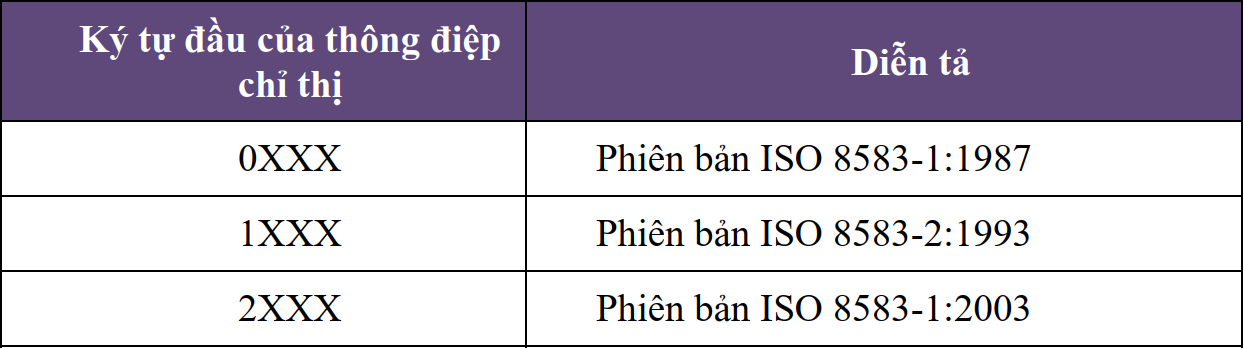 Ký tự đầu của thông điệp
chỉ thị
Diễn tả
0XXX
Phiên bản ISO 8583-1:1987
1XXX
Phiên bản ISO 8583-2:1993
2XXX
Phiên bản ISO 8583-1:2003